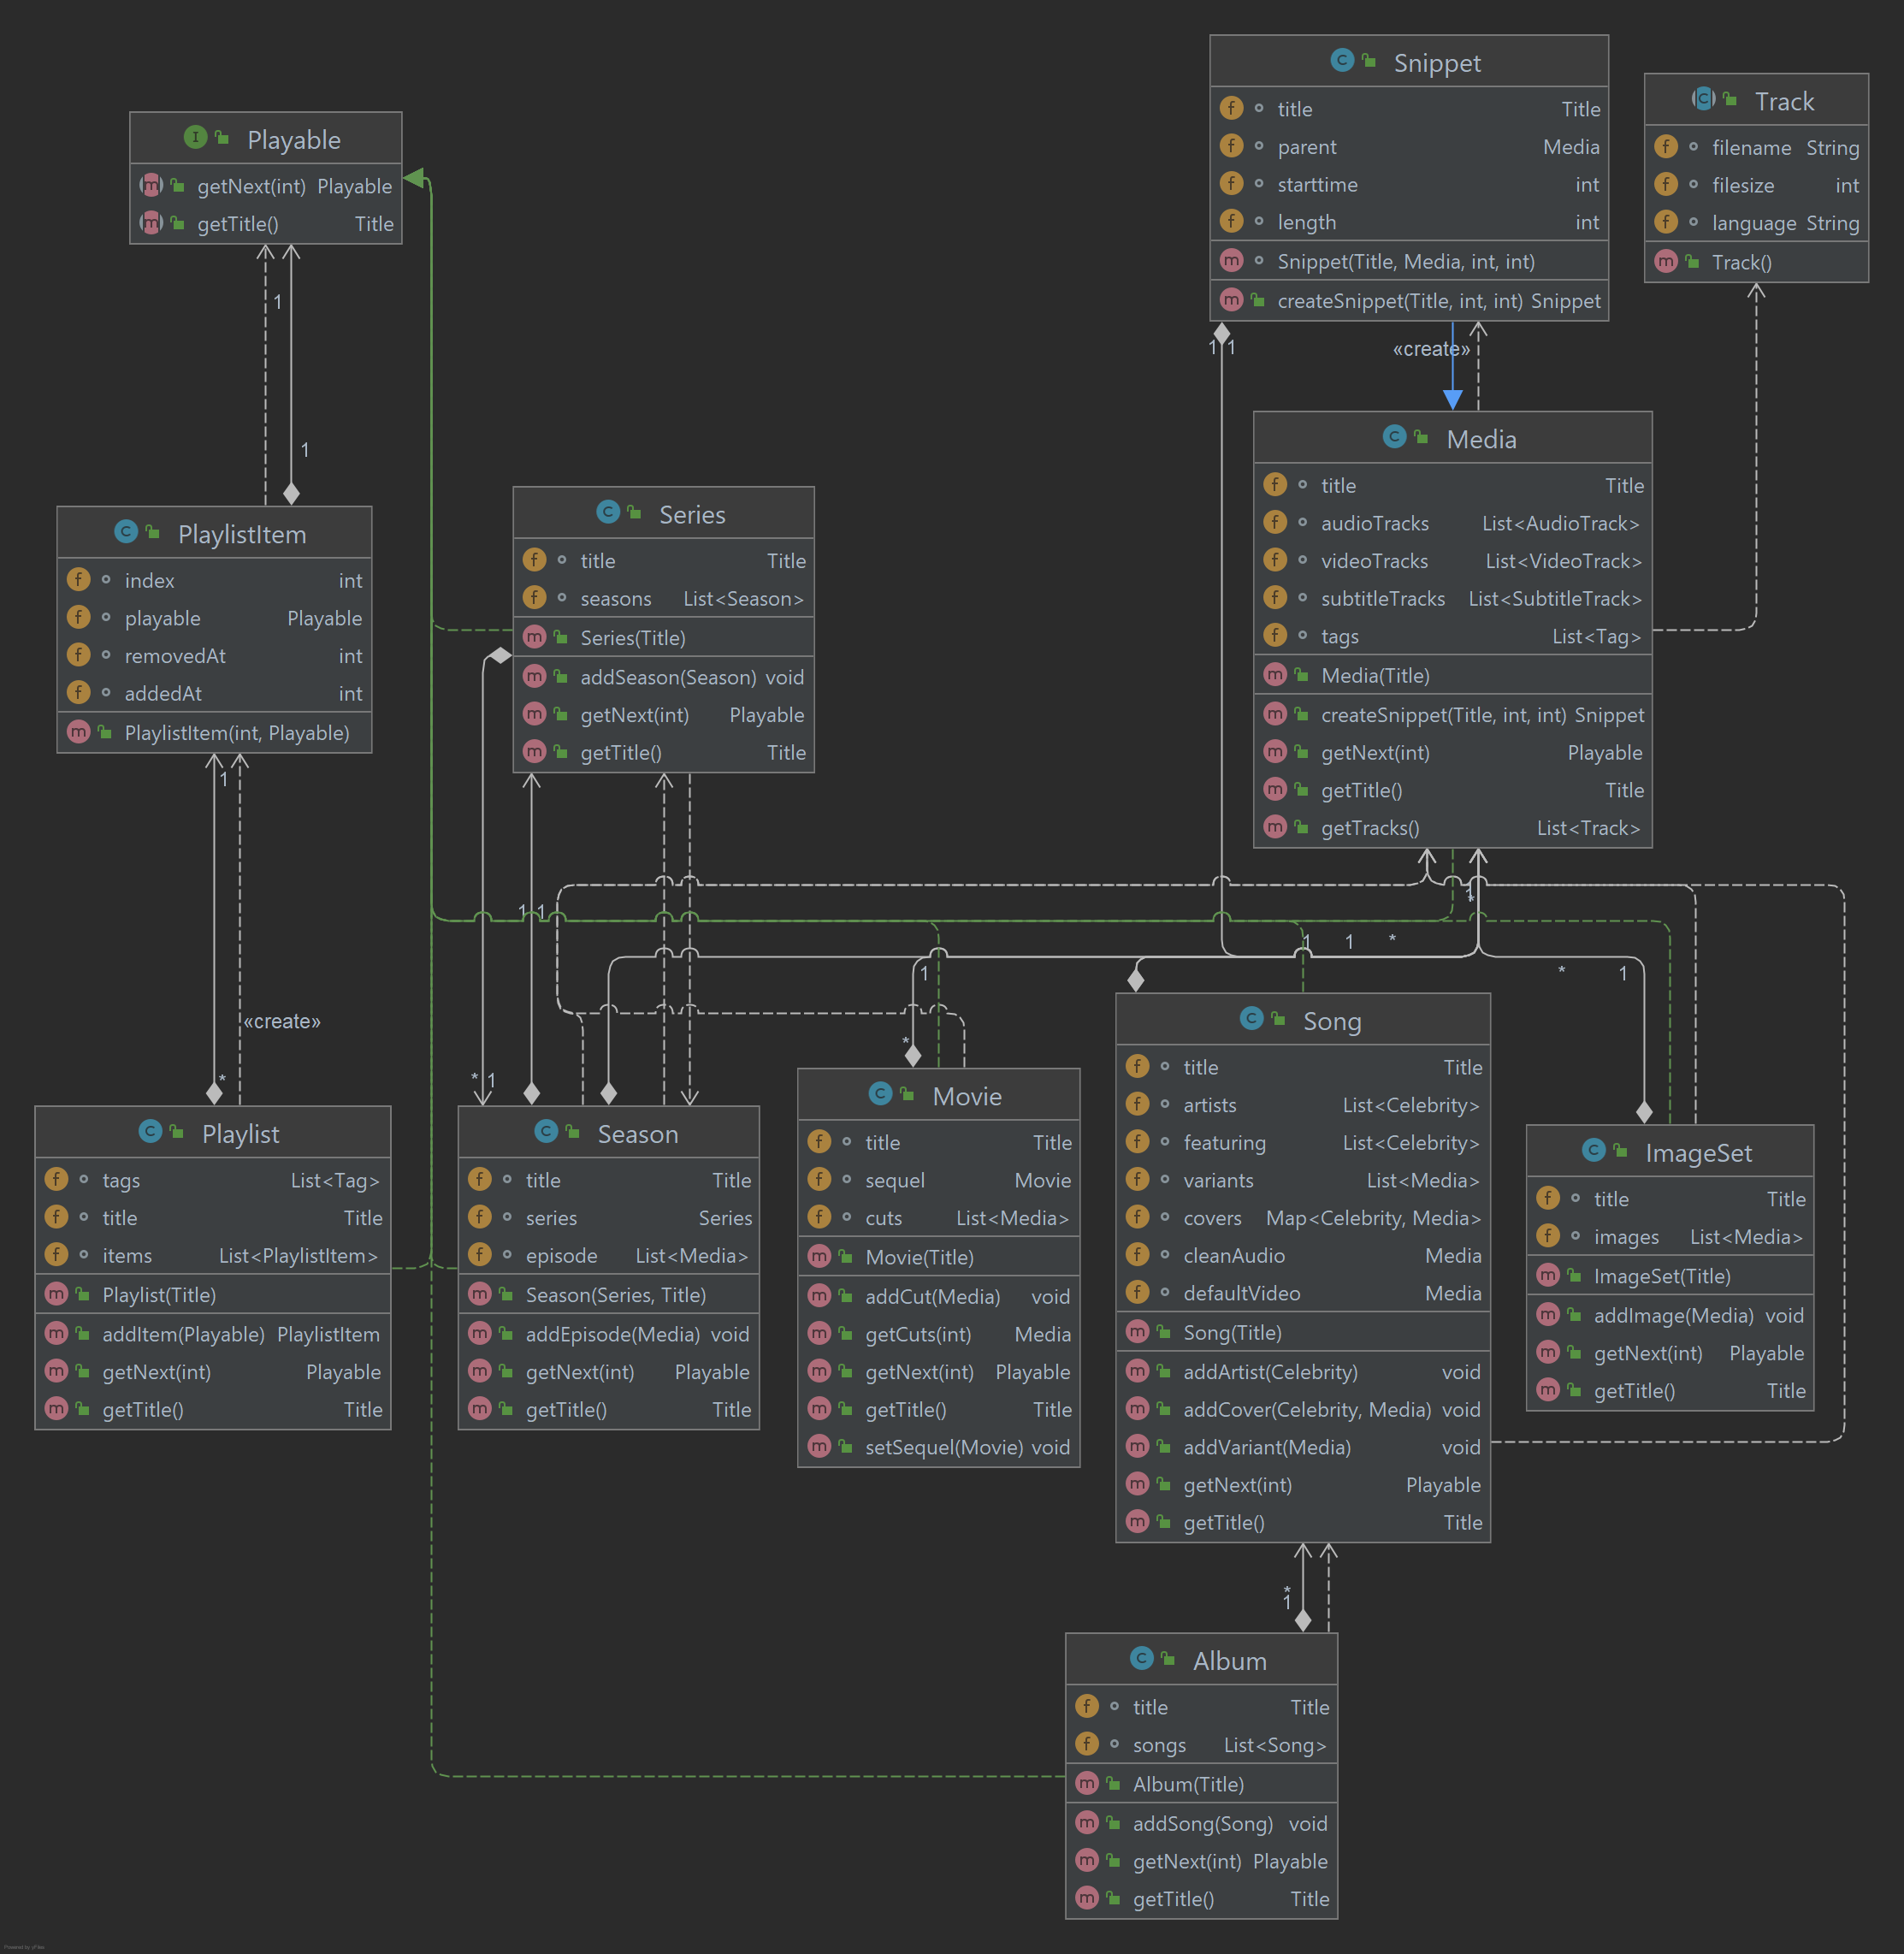 Snippet
title Title
parent Media
starttime int
length int
Snippet(Title, Media, int, int)
createSnippet(Title, int, int) Snippet
Track
filename String
filesize int
language String
Track()
Playable
getNext(int) Playable
getTitle() Title
1
1
1 1
«create»
Media
title Title
audioTracks List<AudioTrack>
videoTracks List<VideoTrack>
subtitleTracks List<SubtitleTrack>
tags List<Tag>
Media(Title)
createSnippet(Title, int, int) Snippet
getNext(int) Playable
getTitle() Title
getTracks() List<Track>
PlaylistItem
index int
playable Playable
removedAt int
addedAt int
PlaylistItem(int, Playable)
Series
title Title
seasons List<Season>
Series(Title)
addSeason(Season) void
getNext(int) Playable
getTitle() Title
1
1 1
1
*
1 1 *
1
* 1
«create»
*
* 1
*
Playlist
tags List<Tag>
title Title
items List<PlaylistItem>
Playlist(Title)
addItem(Playable) PlaylistItem
getNext(int) Playable
getTitle() Title
Season
title Title
series Series
episode List<Media>
Season(Series, Title)
addEpisode(Media) void
getNext(int) Playable
getTitle() Title
Movie
title Title
sequel Movie
cuts List<Media>
Movie(Title)
addCut(Media) void
getCuts(int) Media
getNext(int) Playable
getTitle() Title
setSequel(Movie) void
Song
title Title
artists List<Celebrity>
featuring List<Celebrity>
variants List<Media>
covers Map<Celebrity, Media>
cleanAudio Media
defaultVideo Media
Song(Title)
addArtist(Celebrity) void
addCover(Celebrity, Media) void
addVariant(Media) void
getNext(int) Playable
getTitle() Title
ImageSet
title Title
images List<Media>
ImageSet(Title)
addImage(Media) void
getNext(int) Playable
getTitle() Title
*
1
Album
title Title
songs List<Song>
Album(Title)
addSong(Song) void
getNext(int) Playable
getTitle() Title
Powered by yFiles